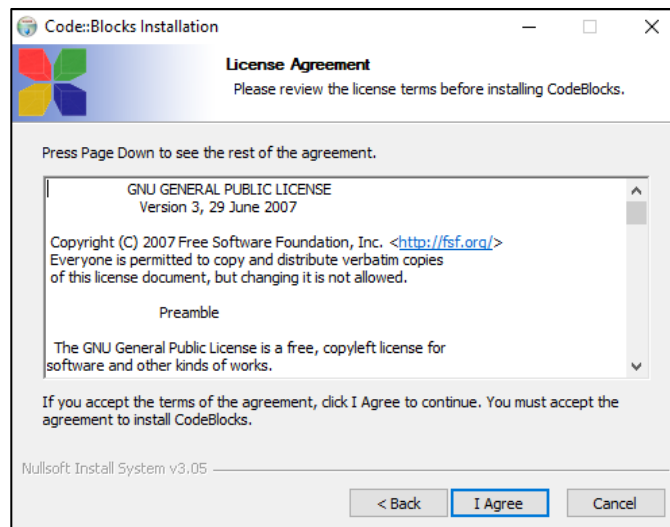 Code::Blocks Installation
License Agreement
Please review the license terms before installing CodeBlocks.
Press Page Down to see the rest of the agreement.
GNU GENERAL PUBLIC LICENSE
Version 3, 29 June 2007
Copyright (C) 2007 Free Software Foundation, Inc. <http://fsf.org/>
Everyone is permitted to copy and distribute verbatim copies
of this license document, but changing it is not allowed.
Preamble
The GNU General Public License is a free, copyleft license for
software and other kinds of works.
If you accept the terms of the agreement, click I Agree to continue. You must accept the
agreement to install CodeBlocks.
Nullsoft Install System v3.05
< Back I Agree Cancel